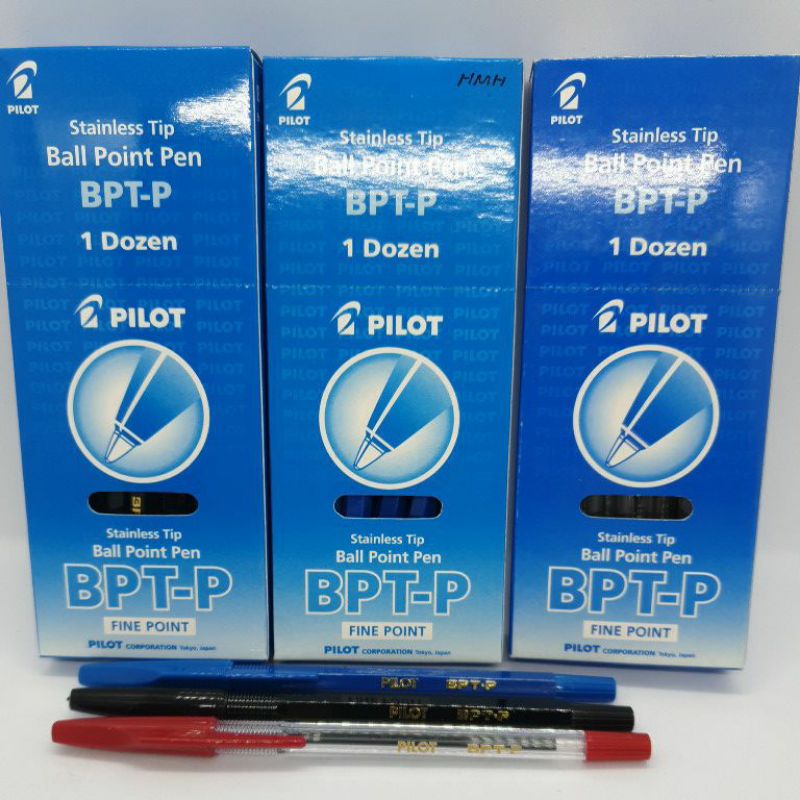 PILOT
Stainless Tip
Ball Point Pen
BPT-P
1 Dozen
PILOT
Stainless Tip
Ball Point Pen
BPT-P
FINE POINT
PILOT CORPORATION Tokyo, Japan
HMH
PILOT
Stainless Tip
Ball Point Pen
BPT-P
1 Dozen
PILOT
Stainless Tip
Ball Point Pen
BPT-P
FINE POINT
PILOT CORPORATION Tokyo, Japan
PILOT
Stainless Tip
Ball Point Pen
BPT-P
1 Dozen
PILOT
Stainless Tip
Ball Point Pen
BPT-P
FINE POINT
PILOT CORPORATION Tokyo, Japan
PILOT BPT-P
PILOT BPT-P
PILOT BPT-P